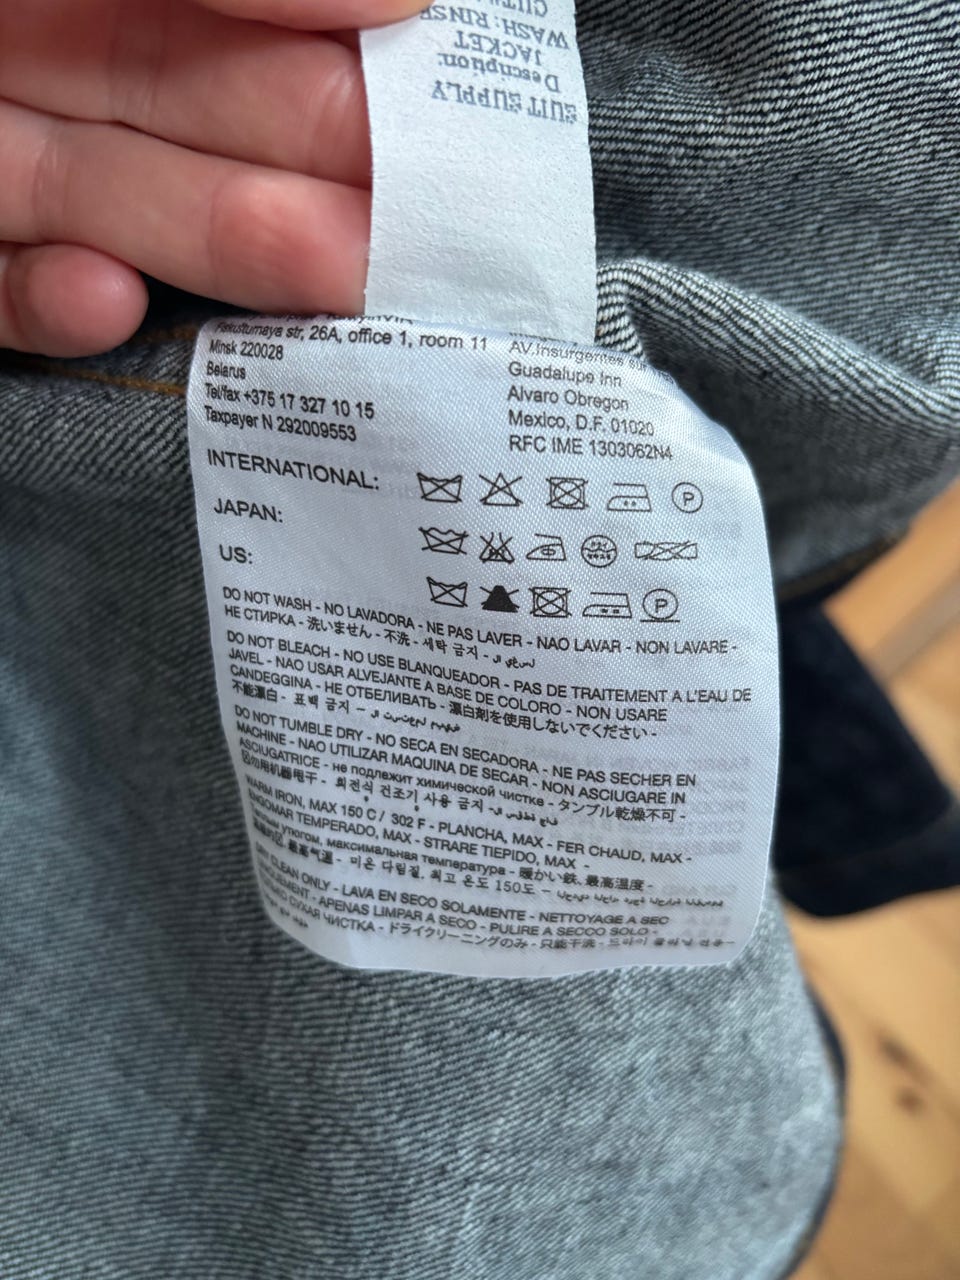 SUIT SUPPLY
Description:
JACKET
WASH: RINSE
str, 26A, office 1, room 11
Minsk 220028
Belarus
Tel/fax +375 17 327 10 15
Taxpayer N 292009553
AV.Insurgentes
Guadalupe Inn
Alvaro Obregon
Mexico, D.F. 01020
RFC IME 1303062N4
INTERNATIONAL:
P
JAPAN:
US:
P
DO NOT WASH - NO LAVADORA - NE PAS LAVER - NAO LAVAR - NON LAVARE -
НЕ СТИРКА - 洗いません - 不洗 - 세탁 금지 -
DO NOT BLEACH - NO USE BLANQUEADOR - PAS DE TRAITEMENT A L'EAU DE
JAVEL - NAO USAR ALVEJANTE A BASE DE COLORO - NON USARE
CANDEGGINA - НЕ ОТБЕЛИВАТЬ - 漂白剤を使用しないでください -
不能漂白 - 표백 금지 -
DO NOT TUMBLE DRY - NO SECA EN SECADORA - NE PAS SECHER EN
MACHINE - NAO UTILIZAR MAQUINA DE SECAR - NON ASCIUGARE IN
ASCIUGATRICE - не подлежит химической чистке - タンブル乾燥不可 -
勿用机器电干 - 회전식 건조기 사용 금지 -
WARM IRON, MAX 150 C / 302 F - PLANCHA, MAX - FER CHAUD, MAX -
ENGOMAR TEMPERADO, MAX - STRARE TIEPIDO, MAX -
утюгом, максимальная температура - 暖かい鉄、最高温度 -
最高气温 - 미온 다림질, 최고 온도 150도 -
DRY CLEAN ONLY - LAVA EN SECO SOLAMENTE - NETTOYAGE A SEC
- APENAS LIMPAR A SECO - PULIRE A SECCO SOLO -
СУХАЯ ЧИСТКА - ドライクリーニングのみ - 只能干洗 -